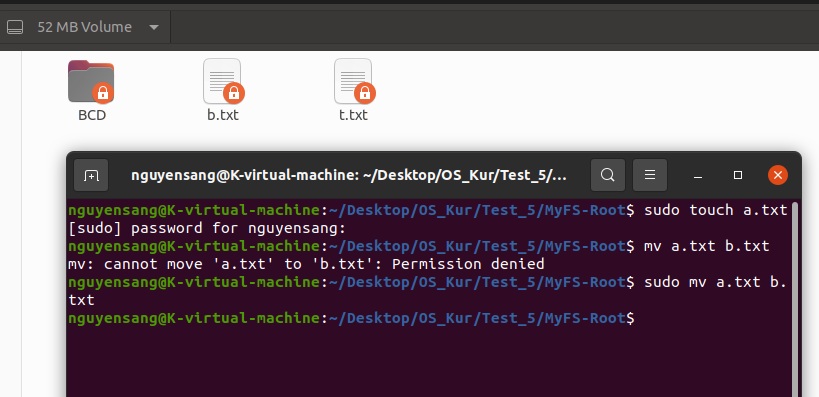 52 MB Volume
BCD
b.txt
t.txt
nguyensang@K-virtual-machine: ~/Desktop/OS_Kur/Test_5/...
nguyensang@K-virtual-machine:~/Desktop/OS_Kur/Test_5/MyFS-Root$ sudo touch a.txt
[sudo] password for nguyensang:
nguyensang@K-virtual-machine:~/Desktop/OS_Kur/Test_5/MyFS-Root$ mv a.txt b.txt
mv: cannot move 'a.txt' to 'b.txt': Permission denied
nguyensang@K-virtual-machine:~/Desktop/OS_Kur/Test_5/MyFS-Root$ sudo mv a.txt b.
txt
nguyensang@K-virtual-machine:~/Desktop/OS_Kur/Test_5/MyFS-Root$